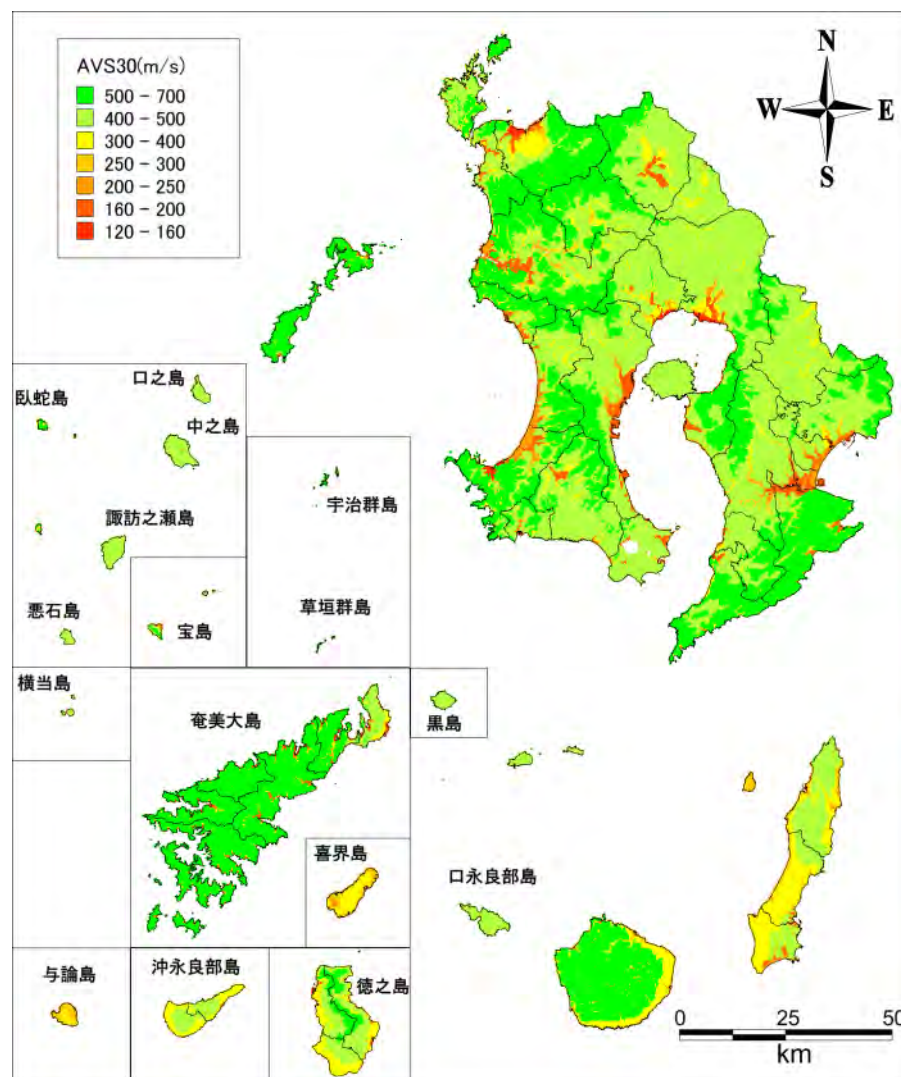 AVS30(m/s)
500 - 700
400 - 500
300 - 400
250 - 300
200 - 250
160 - 200
120 - 160
N
W
E
S
口之島
臥蛇島
中之島
諏訪之瀬島
宇治群島
悪石島
宝島
草垣群島
横当島
奄美大島
黒島
喜界島
口永良部島
与論島
沖永良部島
徳之島
0 25 50
km